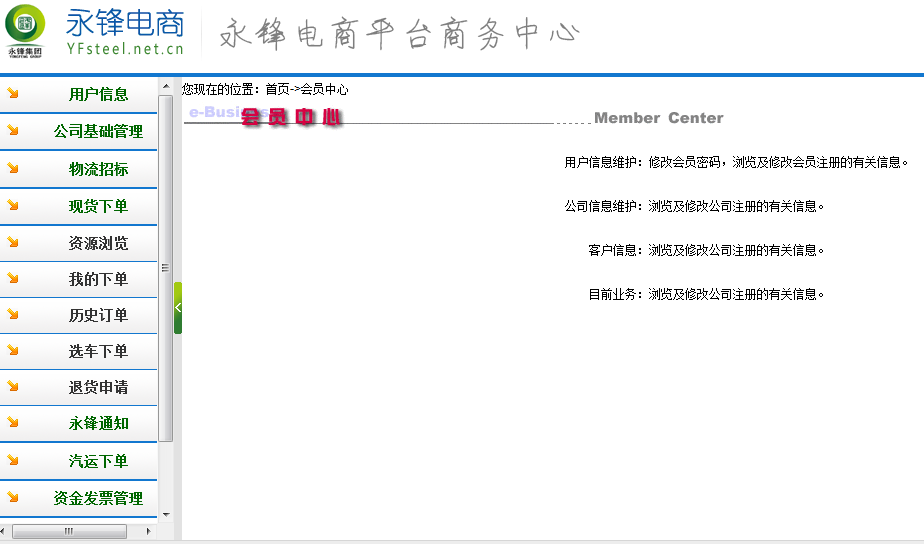 永锋集团
YONGFENG GROUP
永锋电商
YFsteel.net.cn
永锋电商平台商务中心
用户信息
公司基础管理
物流招标
现货下单
资源浏览
我的下单
历史订单
选车下单
退货申请
永锋通知
汽运下单
资金发票管理
您现在的位置：首页->会员中心
e-Business
会员中心
Member Center
用户信息维护：修改会员密码，浏览及修改会员注册的有关信息。
公司信息维护：浏览及修改公司注册的有关信息。
客户信息：浏览及修改公司注册的有关信息。
目前业务：浏览及修改公司注册的有关信息。